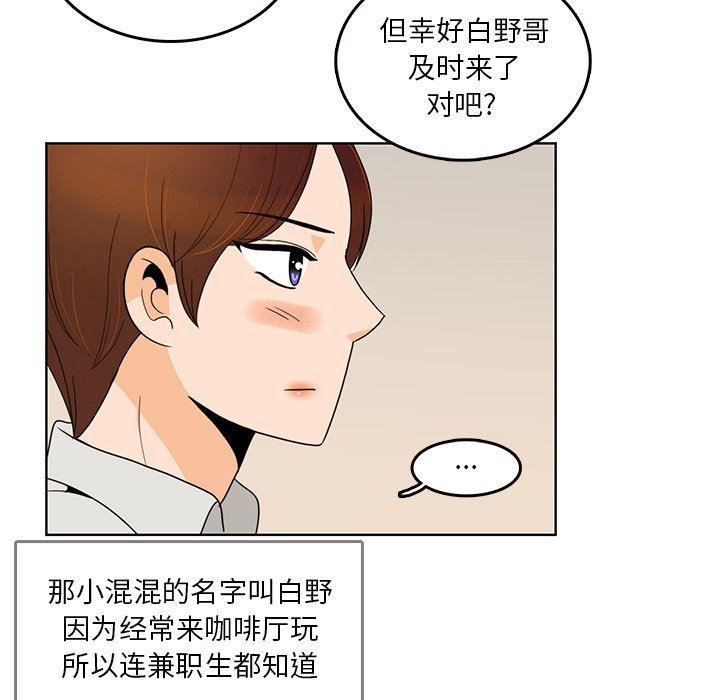 但幸好白野哥
及时来了
对吧?
...
那小混混的名字叫白野
因为经常来咖啡厅玩
所以连兼职生都知道